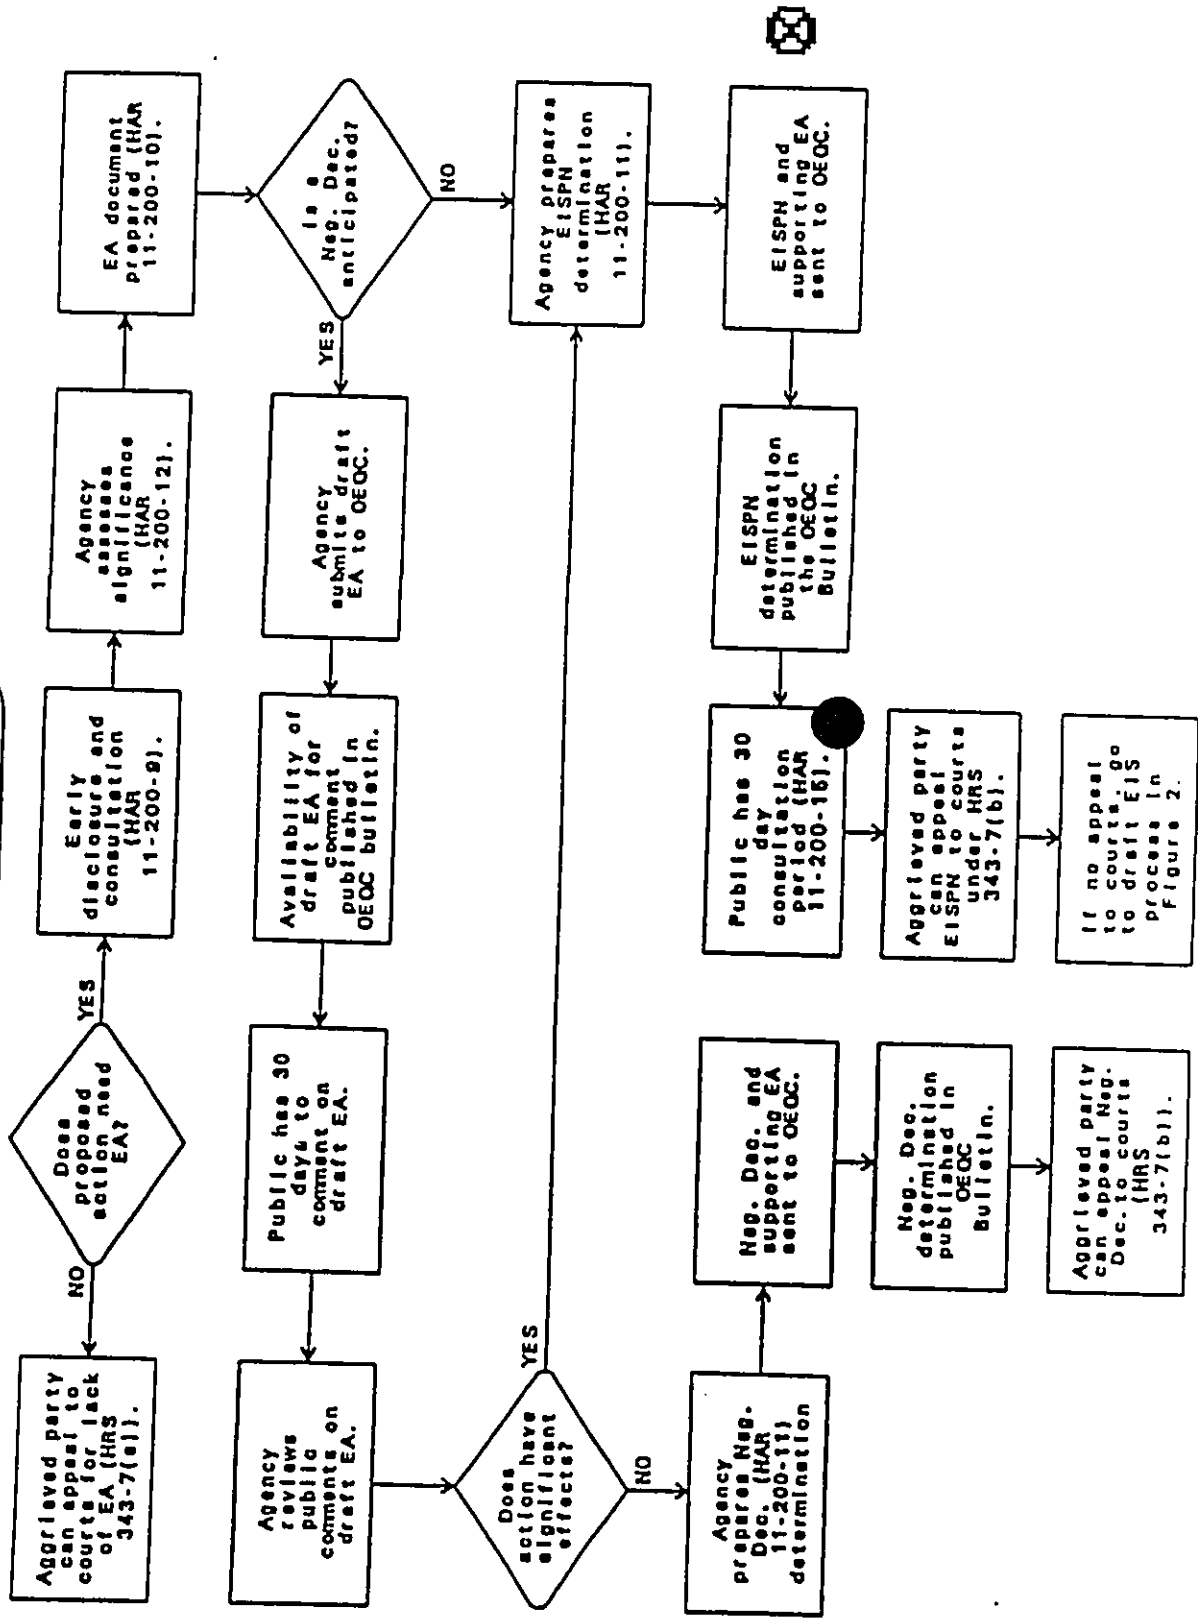 Aggrieved party
can appeal to
courts for lack
of EA (HRS
343-7(a)).
NO
Does
proposed
action need
EA?
YES
Early
disclosure and
consultation
(HAR
11-200-9).
Agency
assesses
significance
(HAR
11-200-12).
EA document
prepared (HAR
11-200-10).
Is a
Neg. Dec.
anticipated?
YES
NO
Agency
submits draft
EA to OEQC.
Availability of
draft EA for
comment
published in
OEQC bulletin.
Public has 30
days to
comment on
draft EA.
Agency
reviews
public
comments on
draft EA.
Does
action have
significant
effects?
YES
NO
Agency prepares
EISPN
determination
(HAR
11-200-11).
EISPN and
supporting EA
sent to OEQC.
EISPN
determination
published in
the OEQC
Bulletin.
Public has 30
day
consultation
period (HAR
11-200-15).
Aggrieved party
can appeal
EISPN to courts
under HRS
343-7(b).
If no appeal
to courts, go
to draft EIS
process in
Figure 2.
Agency
prepares Neg.
Dec. (HAR
11-200-11)
determination
Neg. Dec. and
supporting EA
sent to OEQC.
Neg. Dec.
determination
published in
OEQC
Bulletin.
Aggrieved party
can appeal Neg.
Dec. to courts
(HRS
343-7(b)).